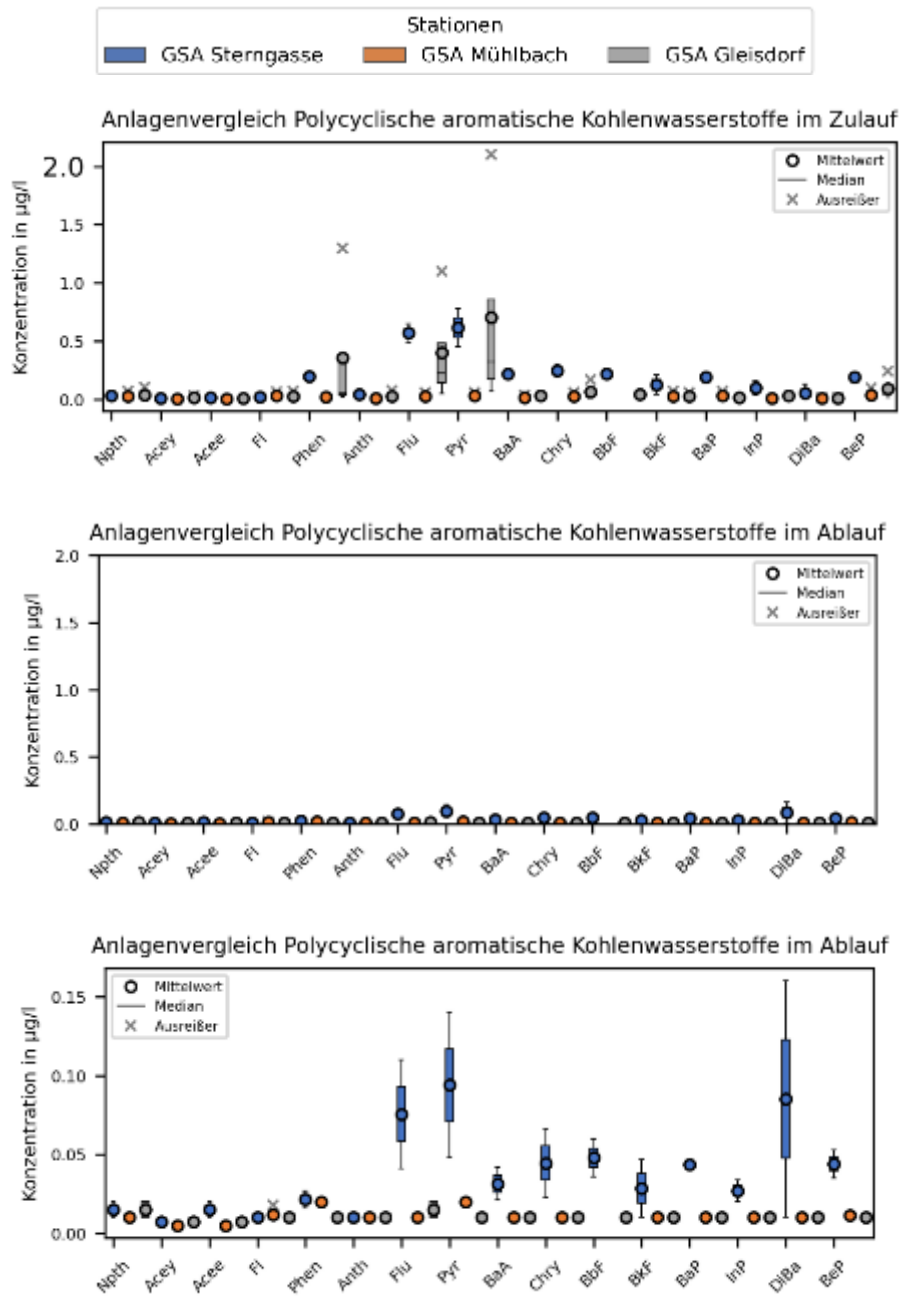 Stationen
GSA Sterngasse GSA Mühlbach GSA Gleisdorf
Anlagenvergleich Polycyclische aromatische Kohlenwasserstoffe im Zulauf
Konzentration in µg/l
2.0
1.5
1.0
0.5
0.0
Mittelwert
Median
Ausreißer
Npth Acey Acee Fl Phen Anth Flu Pyr BaA Chry BbF BkF BaP InP DiBa BeP
Anlagenvergleich Polycyclische aromatische Kohlenwasserstoffe im Ablauf
Konzentration in µg/l
2.0
1.5
1.0
0.5
0.0
Mittelwert
Median
Ausreißer
Npth Acey Acee Fl Phen Anth Flu Pyr BaA Chry BbF BkF BaP InP DiBa BeP
Anlagenvergleich Polycyclische aromatische Kohlenwasserstoffe im Ablauf
Konzentration in µg/l
0.15
0.10
0.05
0.00
Mittelwert
Median
Ausreißer
Npth Acey Acee Fl Phen Anth Flu Pyr BaA Chry BbF BkF BaP InP DiBa BeP